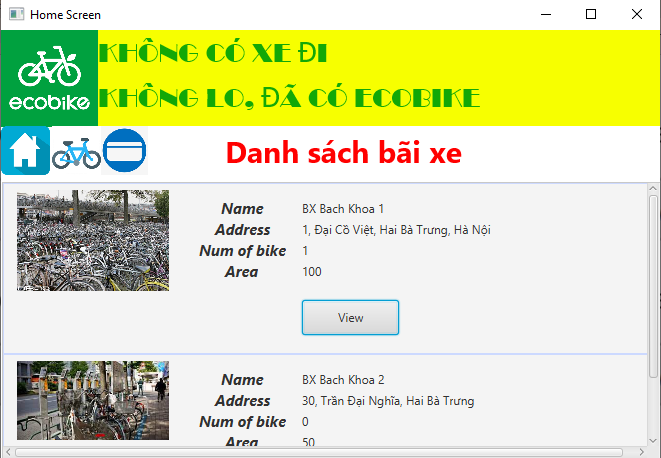 Home Screen
KHÔNG CÓ XE ĐI
KHÔNG LO, ĐÃ CÓ ECOBIKE
ecobike
Danh sách bãi xe
Name BX Bach Khoa 1
Address 1, Đại Cồ Việt, Hai Bà Trưng, Hà Nội
Num of bike 1
Area 100
View
Name BX Bach Khoa 2
Address 30, Trần Đại Nghĩa, Hai Bà Trưng
Num of bike 0
Area 50